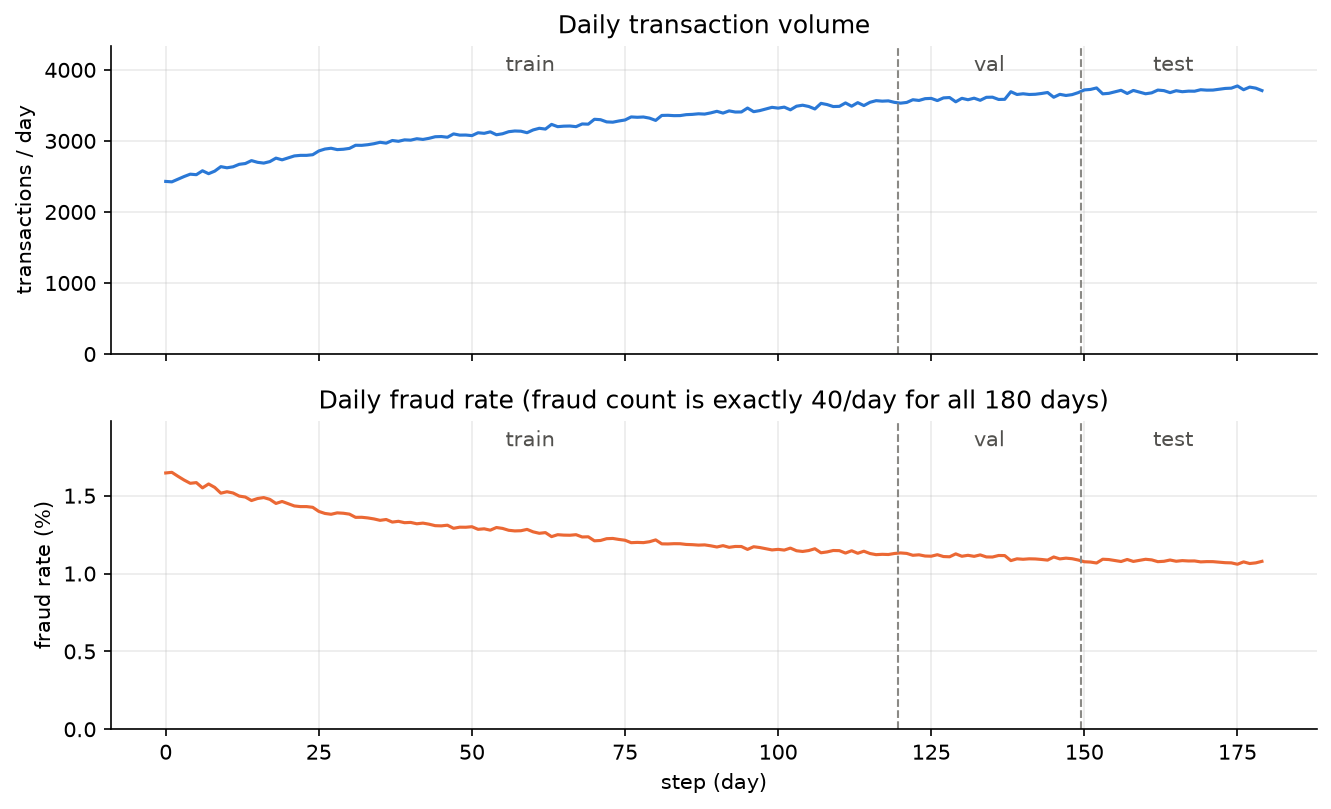 Daily transaction volume
train
val
test
transactions / day
4000
3000
2000
1000
0
Daily fraud rate (fraud count is exactly 40/day for all 180 days)
train
val
test
fraud rate (%)
1.5
1.0
0.5
0.0
0
25
50
75
100
125
150
175
step (day)